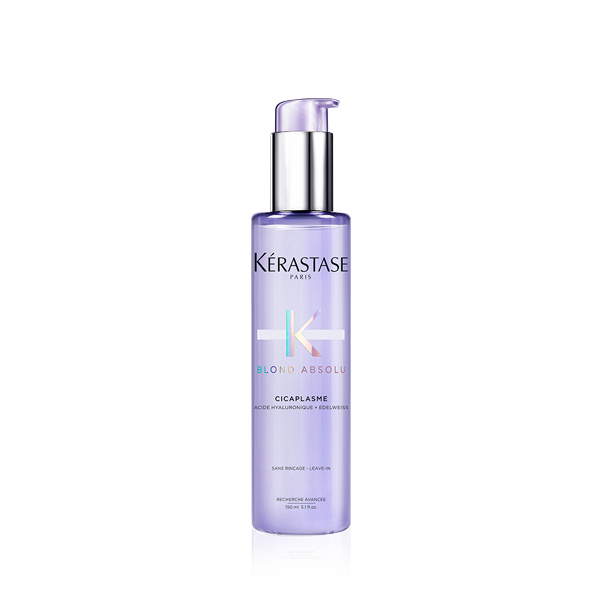 KÉRASTASE
PARIS
K
BLOND ABSOLU
CICAPLASME
ACIDE HYALURONIQUE + EDELWEISS
SANS RINÇAGE - LEAVE-IN
RECHERCHE AVANCÉE
150 ml 5.1 fl.oz